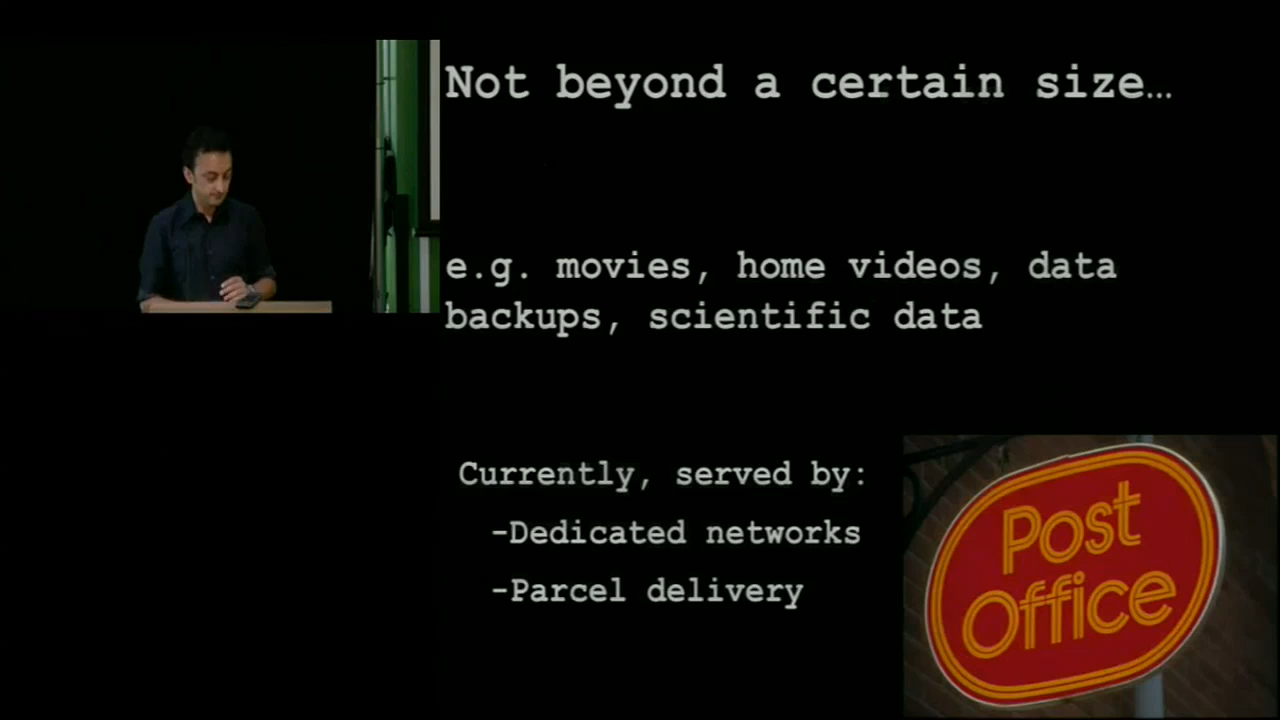 Not beyond a certain size…
e.g. movies, home videos, data
backups, scientific data
Currently, served by:
-Dedicated networks
-Parcel delivery
Post
Office